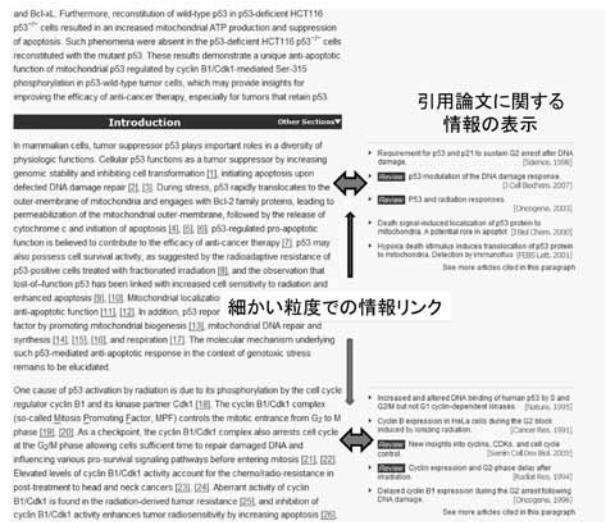 and Bcl-xL. Furthermore, reconstitution of wild-type p53 in p53-deficient HCT116
p53⁻/⁻ cells resulted in an increased mitochondrial ATP production and suppression
of apoptosis. Such phenomena were absent in the p53-deficient HCT116 p53⁻/⁻ cells
reconstituted with the mutant p53. These results demonstrate a unique anti-apoptotic
function of mitochondrial p53 regulated by cyclin B1/Cdk1-mediated Ser-315
phosphorylation in p53-wild-type tumor cells, which may provide insights for
improving the efficacy of anti-cancer therapy, especially for tumors that retain p53.
Introduction
Other Sections▼
引用論文に関する
情報の表示
In mammalian cells, tumor suppressor p53 plays important roles in a diversity of
physiologic functions. Cellular p53 functions as a tumor suppressor by increasing
genomic stability and inhibiting cell transformation [1], initiating apoptosis upon
defected DNA damage repair [2], [3]. During stress, p53 rapidly translocates to the
outer-membrane of mitochondria and engages with Bcl-2 family proteins, leading to
permeabilization of the mitochondrial outer-membrane, followed by the release of
cytochrome c and initiation of apoptosis [4], [5], [6]. p53-regulated pro-apoptotic
function is believed to contribute to the efficacy of anti-cancer therapy [7]. p53 may
also possess cell survival activity, as suggested by the radioadaptive resistance of
p53-positive cells treated with fractionated irradiation [8], and the observation that
lost-of-function p53 has been linked with increased cell sensitivity to radiation and
enhanced apoptosis [9], [10]. Mitochondrial localizatio
anti-apoptotic function [11], [12]. In addition, p53 repor
factor by promoting mitochondrial biogenesis [13], mitochondrial DNA repair and
synthesis [14], [15], [16], and respiration [17]. The molecular mechanism underlying
such p53-mediated anti-apoptotic response in the context of genotoxic stress
remains to be elucidated.
Requirement for p53 and p21 to sustain G2 arrest after DNA
damage. [Science, 1998]
Review p53 modulation of the DNA damage response.
[J Cell Biochem. 2007]
Review P53 and radiation responses.
[Oncogene, 2003]
Death signal-induced localization of p53 protein to
mitochondria. A potential role in apoptot [J Biol Chem. 2000]
Hypoxia death stimulus induces translocation of p53 protein
to mitochondria. Detection by immunofluo [FEBS Lett. 2001]
See more articles cited in this paragraph
細かい粒度での情報リンク
One cause of p53 activation by radiation is due to its phosphorylation by the cell cycle
regulator cyclin B1 and its kinase partner Cdk1 [18]. The cyclin B1/Cdk1 complex
(so-called Mitosis Promoting Factor, MPF) controls the mitotic entrance from G₂ to M
phase [19], [20]. As a checkpoint, the cyclin B1/Cdk1 complex also arrests cell cycle
at the G₂/M phase allowing cells sufficient time to repair damaged DNA and
influencing various pro-survival signaling pathways before entering mitosis [21], [22].
Elevated levels of cyclin B1/Cdk1 activity account for the chemo/radio-resistance in
post-treatment to head and neck cancers [23], [24]. Aberrant activity of cyclin
B1/Cdk1 is found in the radiation-derived tumor resistance [25], and inhibition of
cyclin B1/Cdk1 activity enhances tumor radiosensitivity by increasing apoptosis [26],
Increased and altered DNA binding of human p53 by S and
G2/M but not G1 cyclin-dependent kinases. [Nature, 1995]
Cyclin B expression in HeLa cells during the G2 block
induced by ionizing radiation. [Cancer Res. 1991]
Review New insights into cyclins, CDKs, and cell cycle
control. [Semin Cell Dev Biol. 2005]
Review Cyclin expression and G2-phase delay after
irradiation. [Radiat Res. 1994]
Delayed cyclin B1 expression during the G2 arrest following
DNA damage. [Oncogene, 1996]
See more articles cited in this paragraph